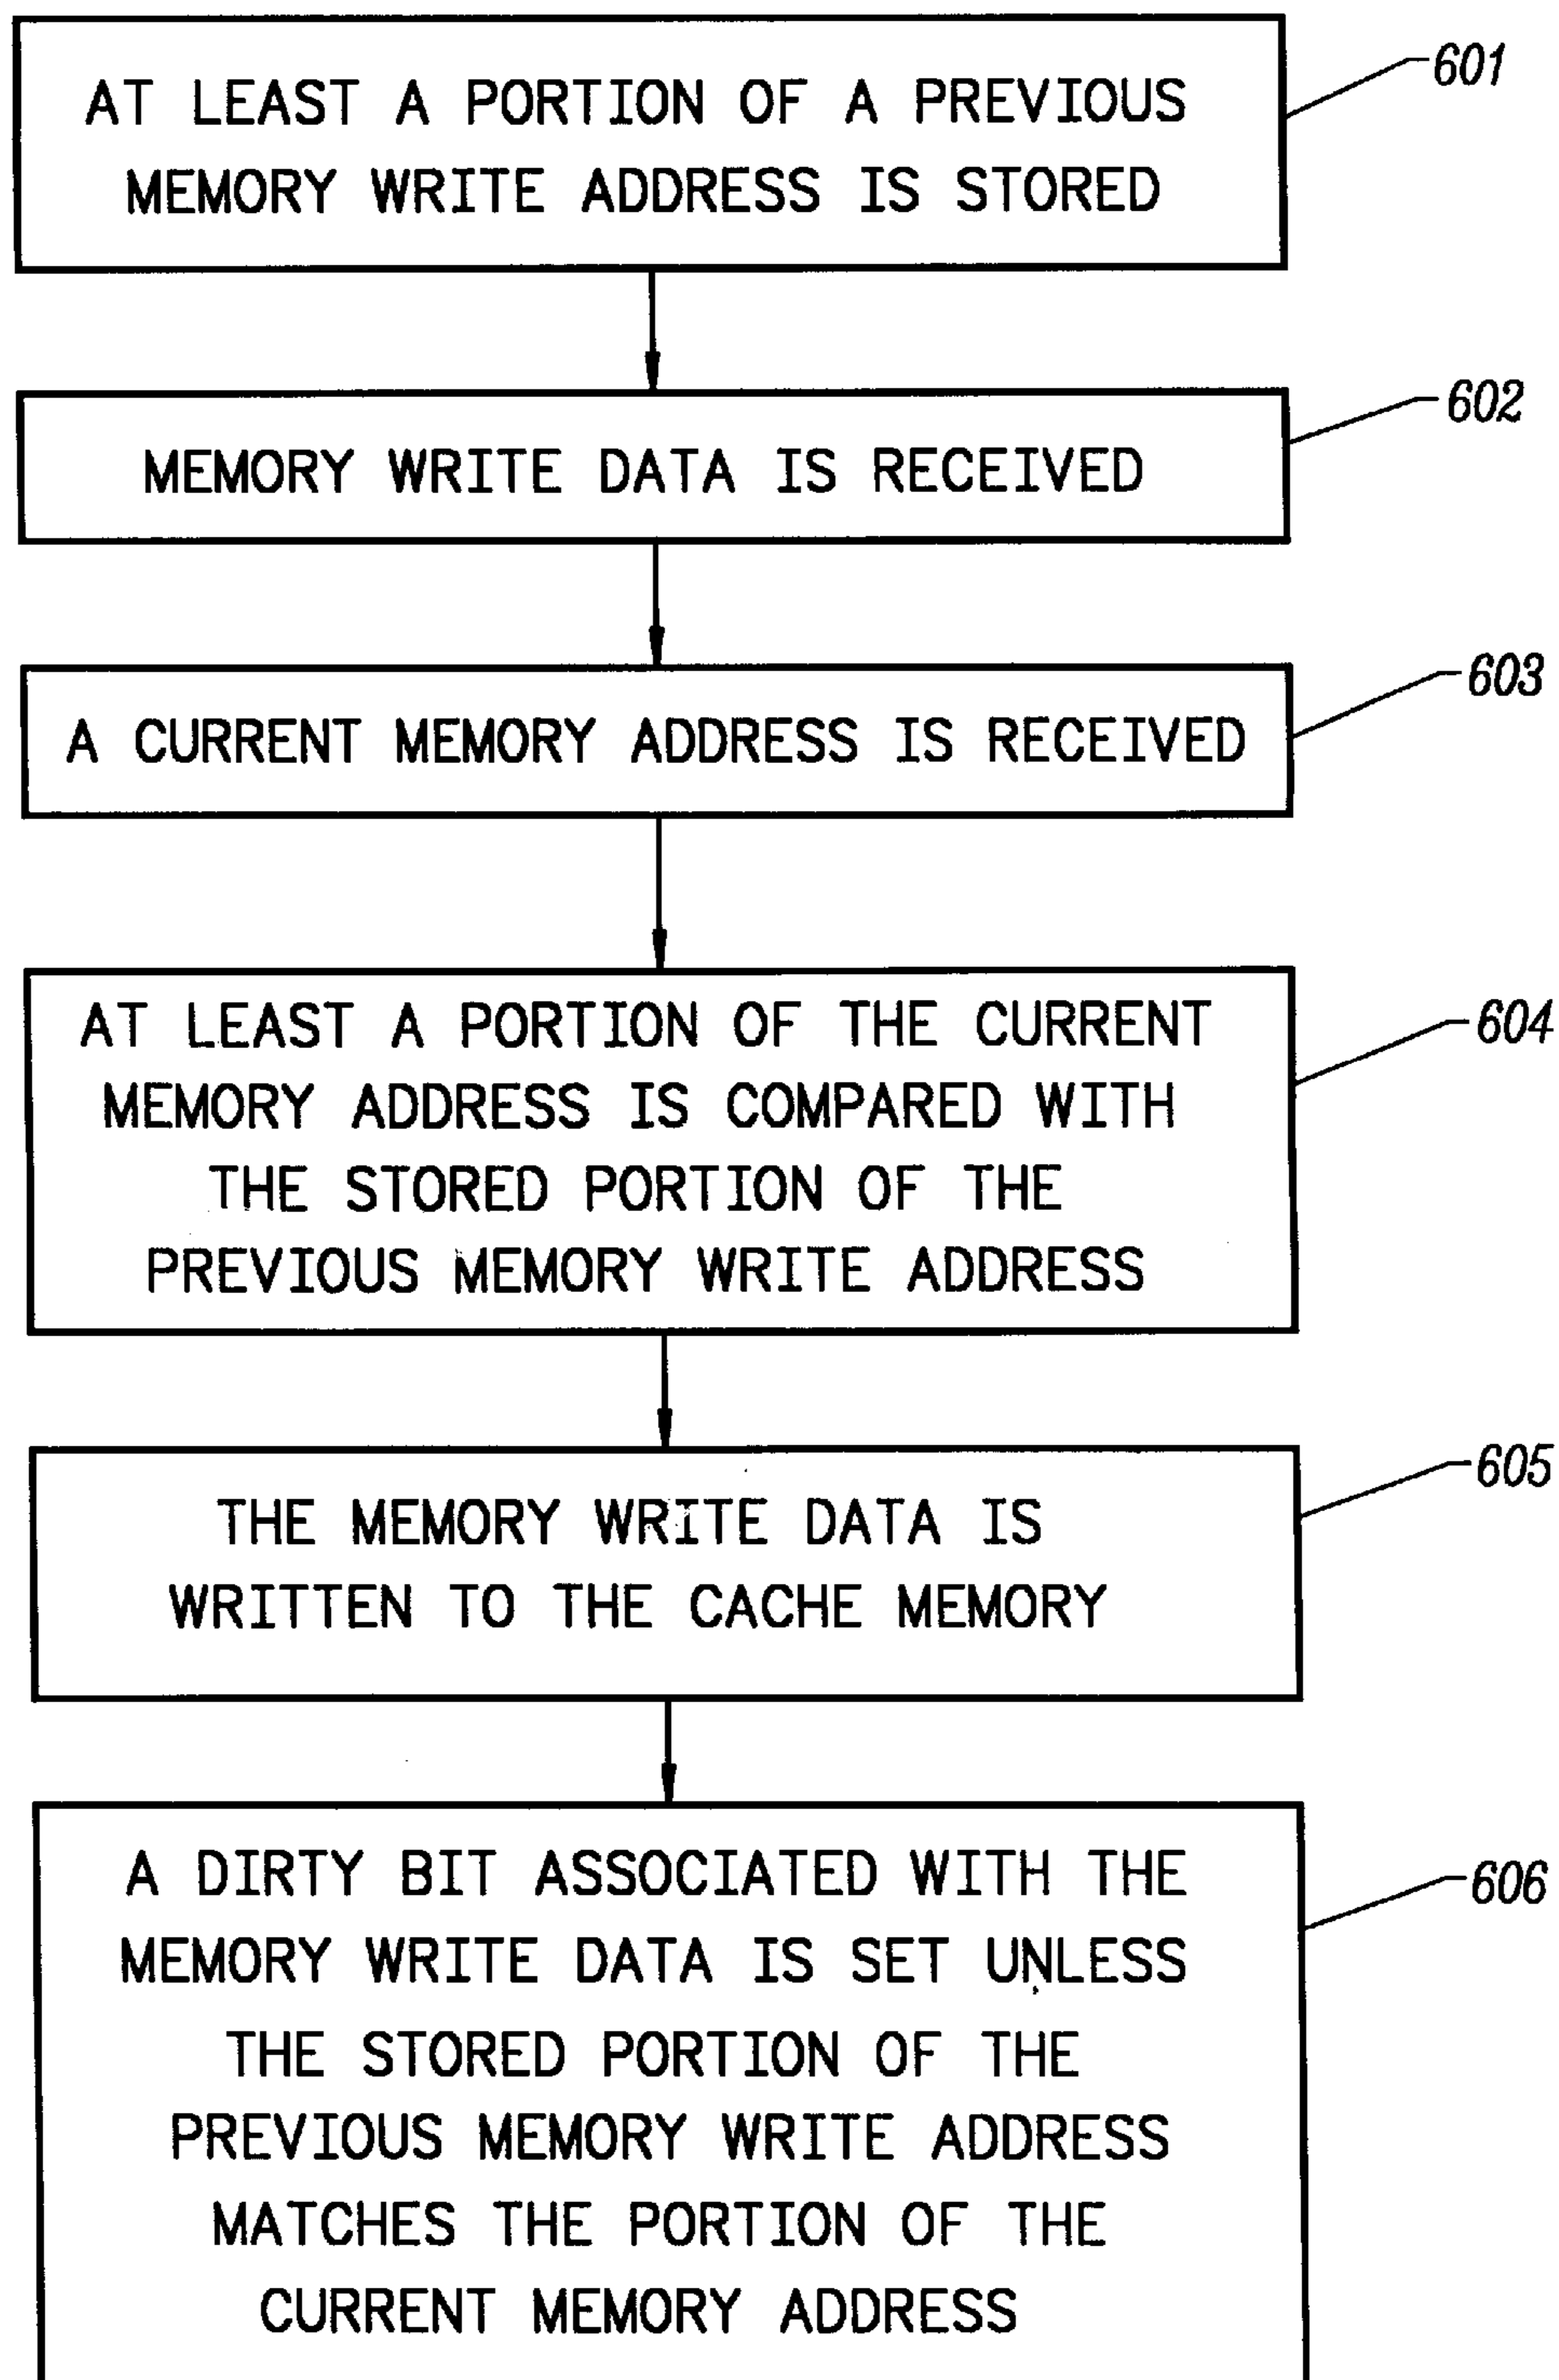 AT LEAST A PORTION OF A PREVIOUS
MEMORY WRITE ADDRESS IS STORED
601
MEMORY WRITE DATA IS RECEIVED
602
A CURRENT MEMORY ADDRESS IS RECEIVED
603
AT LEAST A PORTION OF THE CURRENT
MEMORY ADDRESS IS COMPARED WITH
THE STORED PORTION OF THE
PREVIOUS MEMORY WRITE ADDRESS
604
THE MEMORY WRITE DATA IS
WRITTEN TO THE CACHE MEMORY
605
A DIRTY BIT ASSOCIATED WITH THE
MEMORY WRITE DATA IS SET UNLESS
THE STORED PORTION OF THE
PREVIOUS MEMORY WRITE ADDRESS
MATCHES THE PORTION OF THE
CURRENT MEMORY ADDRESS
606